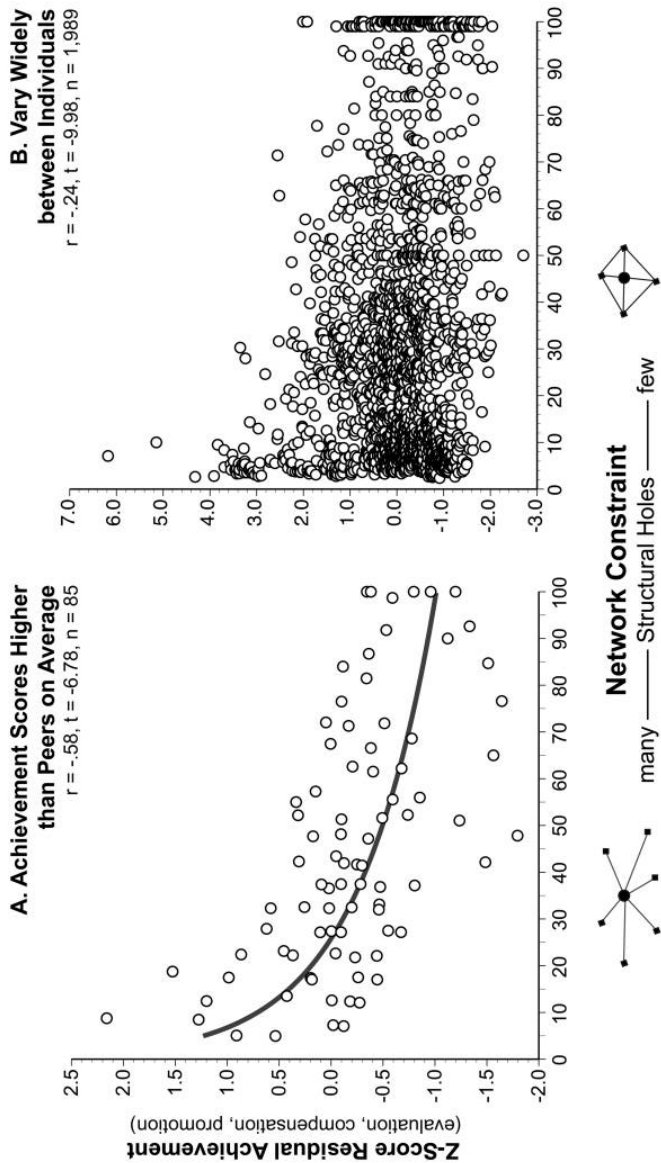 A. Achievement Scores Higher
than Peers on Average
r = -.58, t = -6.78, n = 85
Z-Score Residual Achievement
(evaluation, compensation, promotion)
2.5
2.0
1.5
1.0
0.5
0.0
-0.5
-1.0
-1.5
-2.0
0 10 20 30 40 50 60 70 80 90 100
B. Vary Widely
between Individuals
r = -.24, t = -9.98, n = 1,989
7.0
6.0
5.0
4.0
3.0
2.0
1.0
0.0
-1.0
-2.0
-3.0
0 10 20 30 40 50 60 70 80 90 100
Network Constraint
many —— Structural Holes —— few